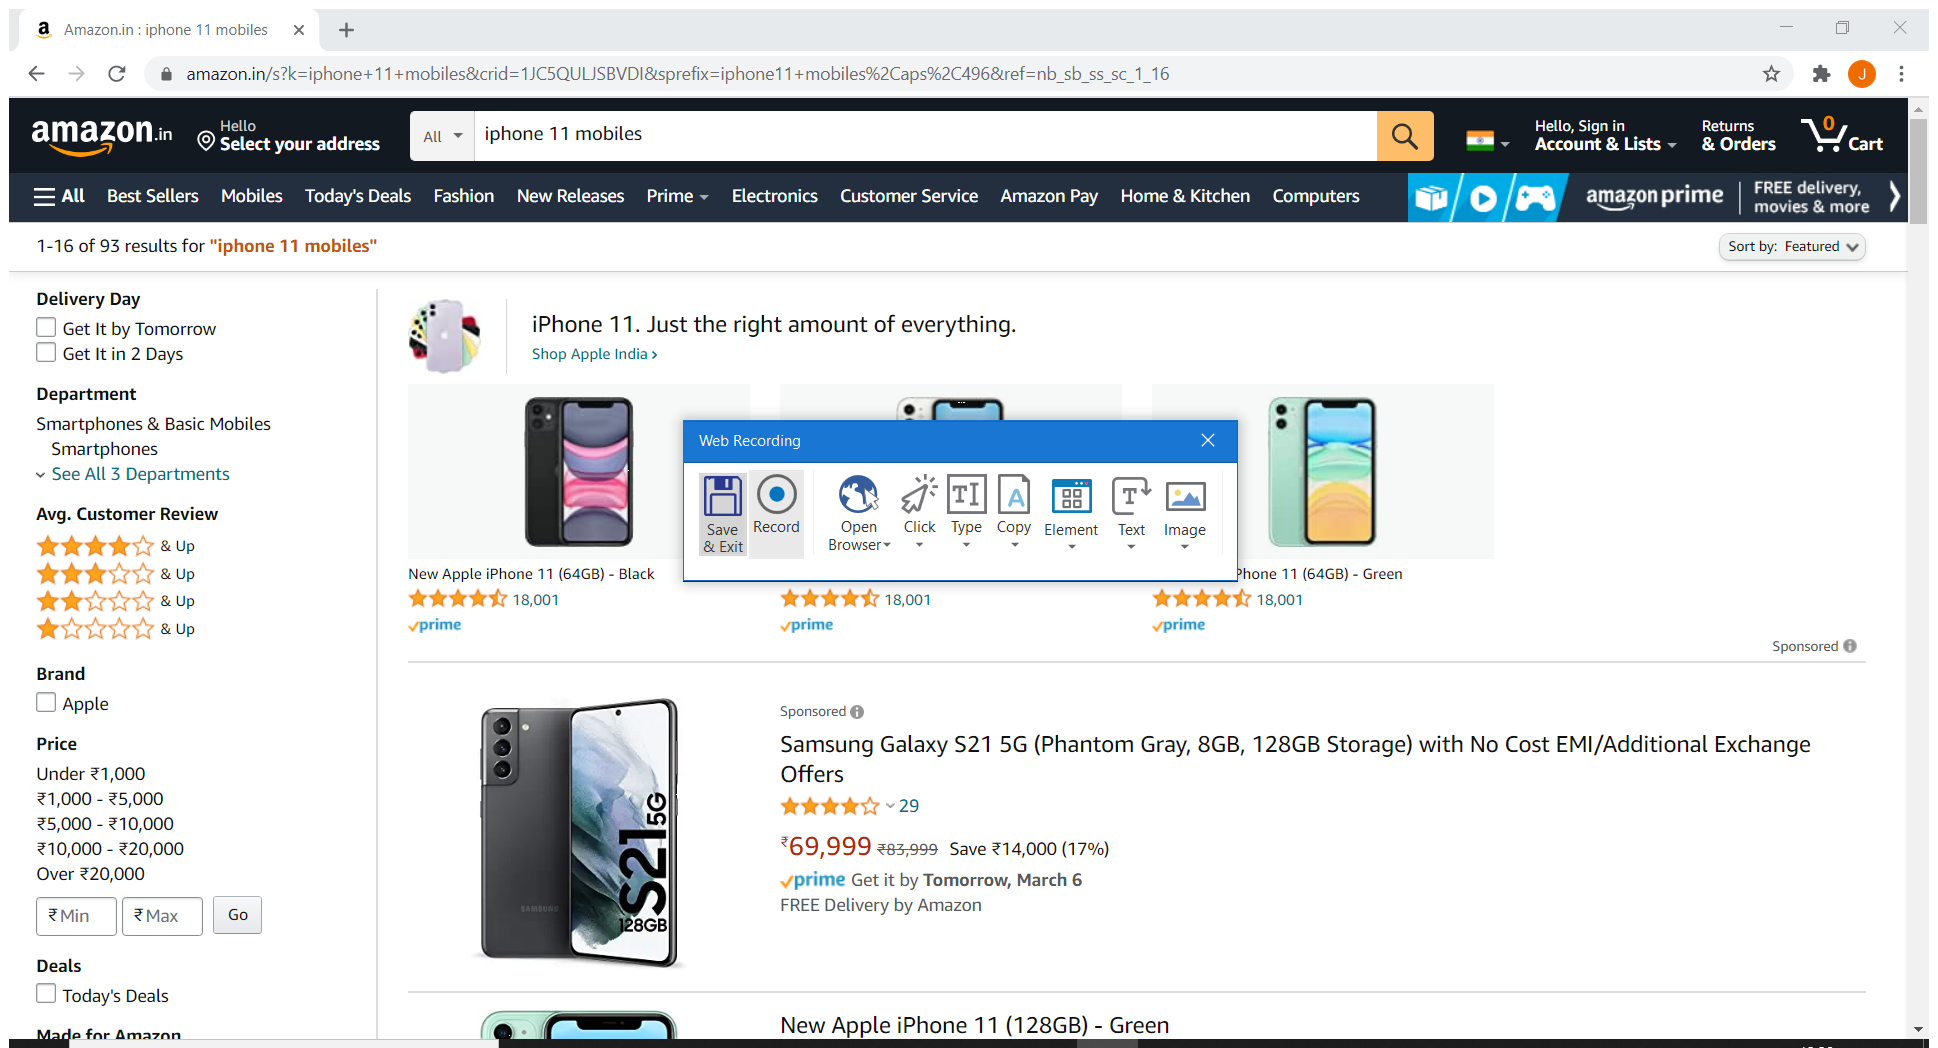 Amazon.in : iphone 11 mobiles
amazon.in/s?k=iphone+11+mobiles&crid=1JC5QULJSBVDI&sprefix=iphone11+mobiles%2Caps%2C496&ref=nb_sb_ss_sc_1_16
J
amazon.in
Hello
Select your address
All
iphone 11 mobiles
Hello, Sign in
Account & Lists
Returns
& Orders
0
Cart
All Best Sellers Mobiles Today's Deals Fashion New Releases Prime Electronics Customer Service Amazon Pay Home & Kitchen Computers
amazon prime
FREE delivery,
movies & more
1-16 of 93 results for "iphone 11 mobiles"
Sort by: Featured
Delivery Day
Get It by Tomorrow
Get It in 2 Days
Department
Smartphones & Basic Mobiles
Smartphones
See All 3 Departments
Avg. Customer Review
& Up
& Up
& Up
& Up
Brand
Apple
Price
Under ₹1,000
₹1,000 - ₹5,000
₹5,000 - ₹10,000
₹10,000 - ₹20,000
Over ₹20,000
₹ Min
₹ Max
Go
Deals
Today's Deals
Made for Amazon
iPhone 11. Just the right amount of everything.
Shop Apple India ›
Web Recording
Save
& Exit
Record
Open
Browser
Click
Type
Copy
Element
Text
Image
New Apple iPhone 11 (64GB) - Black
18,001
prime
18,001
prime
Phone 11 (64GB) - Green
18,001
prime
Sponsored
S21 5G
128GB
SAMSUNG
Sponsored
Samsung Galaxy S21 5G (Phantom Gray, 8GB, 128GB Storage) with No Cost EMI/Additional Exchange
Offers
29
₹69,999 ₹83,999 Save ₹14,000 (17%)
prime Get it by Tomorrow, March 6
FREE Delivery by Amazon
New Apple iPhone 11 (128GB) - Green